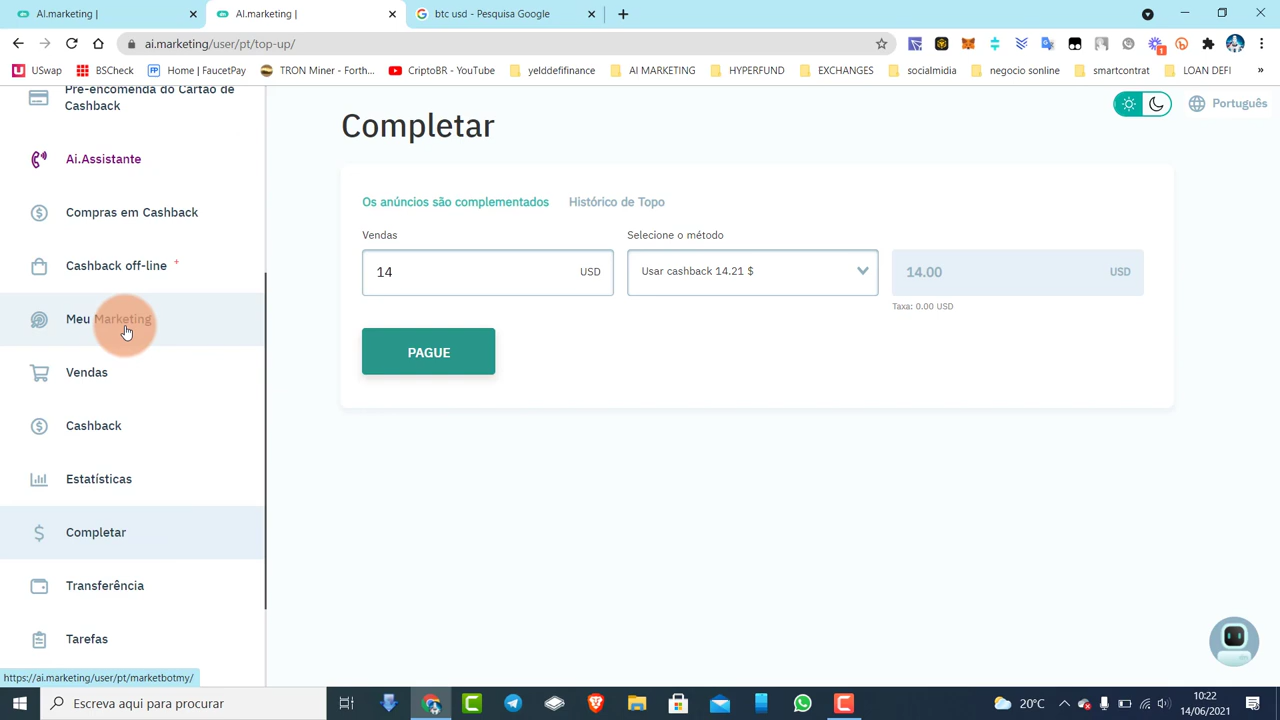 Ai.marketing |
Ai.marketing |
btc usd - Pesquisa Google
ai.marketing/user/pt/top-up/
USwap
BSCheck
Home | FaucetPay
TRON Miner - Forth...
CriptoBR - YouTube
yelddefifinance
AI MARKETING
HYPERFUND
EXCHANGES
socialmidia
negocio sonline
smartcontrat
LOAN DEFI
»
Pré-encomenda do Cartão de
Cashback
Ai.Assistante
Compras em Cashback
Cashback off-line *
Meu Marketing
Vendas
Cashback
Estatísticas
Completar
Transferência
Tarefas
Português
Completar
Os anúncios são complementados
Histórico de Topo
Vendas
Selecione o método
14 USD
Usar cashback 14.21 $
14.00 USD
Taxa: 0.00 USD
PAGUE
https://ai.marketing/user/pt/marketbotmy/
Escreva aqui para procurar
20°C
10:22
14/06/2021